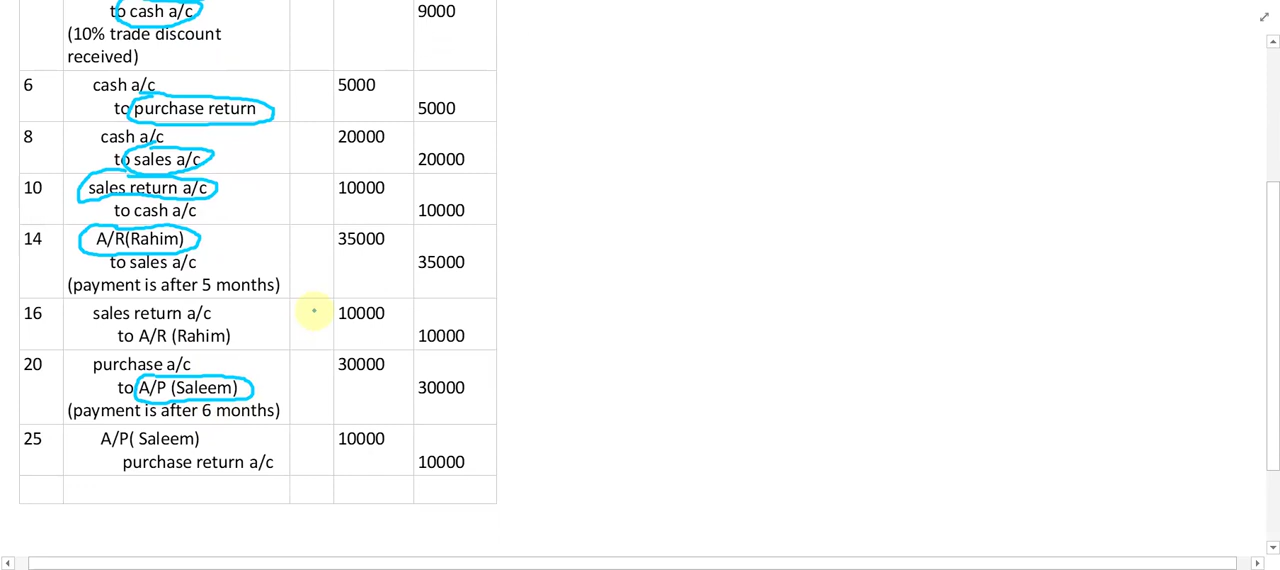 to cash a/c 9000
(10% trade discount
received)
6 cash a/c 5000
to purchase return 5000
8 cash a/c 20000
to sales a/c 20000
10 sales return a/c 10000
to cash a/c 10000
14 A/R(Rahim) 35000
to sales a/c 35000
(payment is after 5 months)
16 sales return a/c 10000
to A/R (Rahim) 10000
20 purchase a/c 30000
to A/P (Saleem) 30000
(payment is after 6 months)
25 A/P( Saleem) 10000
purchase return a/c 10000